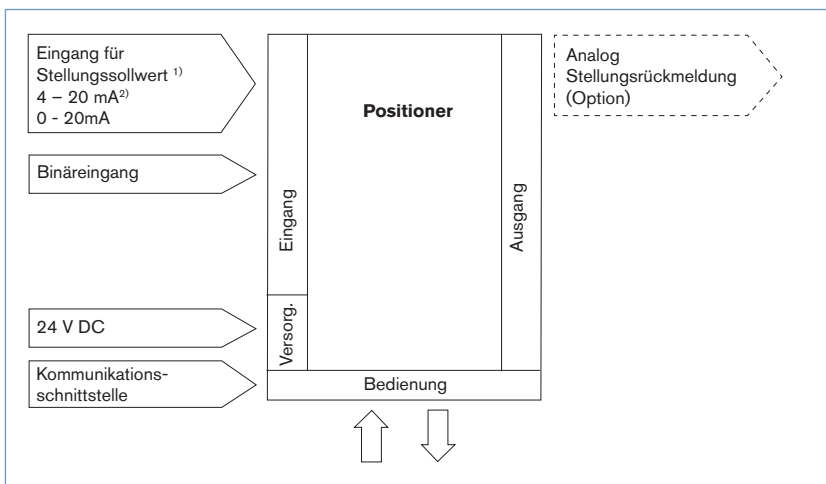 Eingang für
Stellungssollwert ¹⁾
4 – 20 mA²⁾
0 - 20mA
Binäreingang
24 V DC
Kommunikations-
schnittstelle
Eingang
Versorg.
Positioner
Bedienung
Ausgang
Analog
Stellungsrückmeldung
(Option)